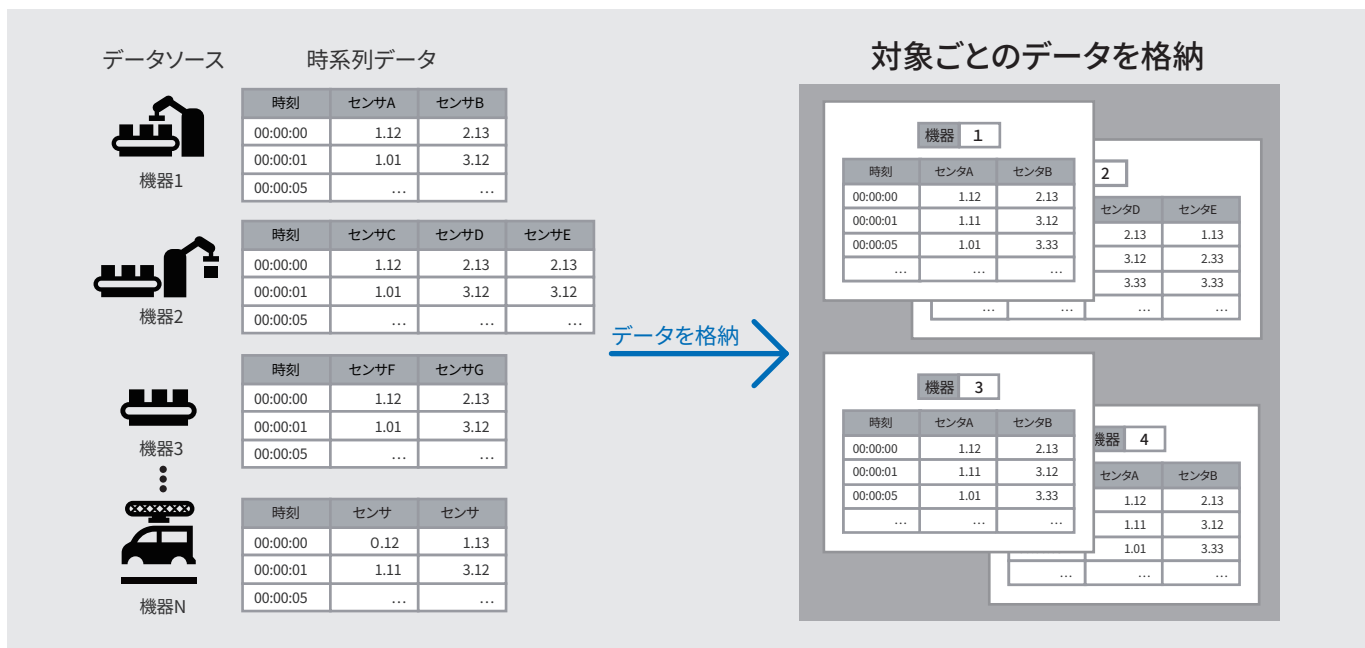 データソース 時系列データ
時刻 センサA センサB
00:00:00 1.12 2.13
00:00:01 1.01 3.12
00:00:05 … …
機器1
時刻 センサC センサD センサE
00:00:00 1.12 2.13 2.13
00:00:01 1.01 3.12 3.12
00:00:05 … … …
機器2
時刻 センサF センサG
00:00:00 1.12 2.13
00:00:01 1.01 3.12
00:00:05 … …
機器3
時刻 センサ センサ
00:00:00 0.12 1.13
00:00:01 1.11 3.12
00:00:05 … …
機器N
データを格納
対象ごとのデータを格納
機器 1
時刻 センタA センタB
00:00:00 1.12 2.13
00:00:01 1.11 3.12
00:00:05 1.01 3.33
… … …
2
センタD センタE
2.13 1.13
3.12 2.33
3.33 3.33
… … … …
機器 3
時刻 センタA センタB
00:00:00 1.12 2.13
00:00:01 1.11 3.12
00:00:05 1.01 3.33
… … …
機器 4
センタA センタB
1.12 2.13
1.11 3.12
1.01 3.33
… … …